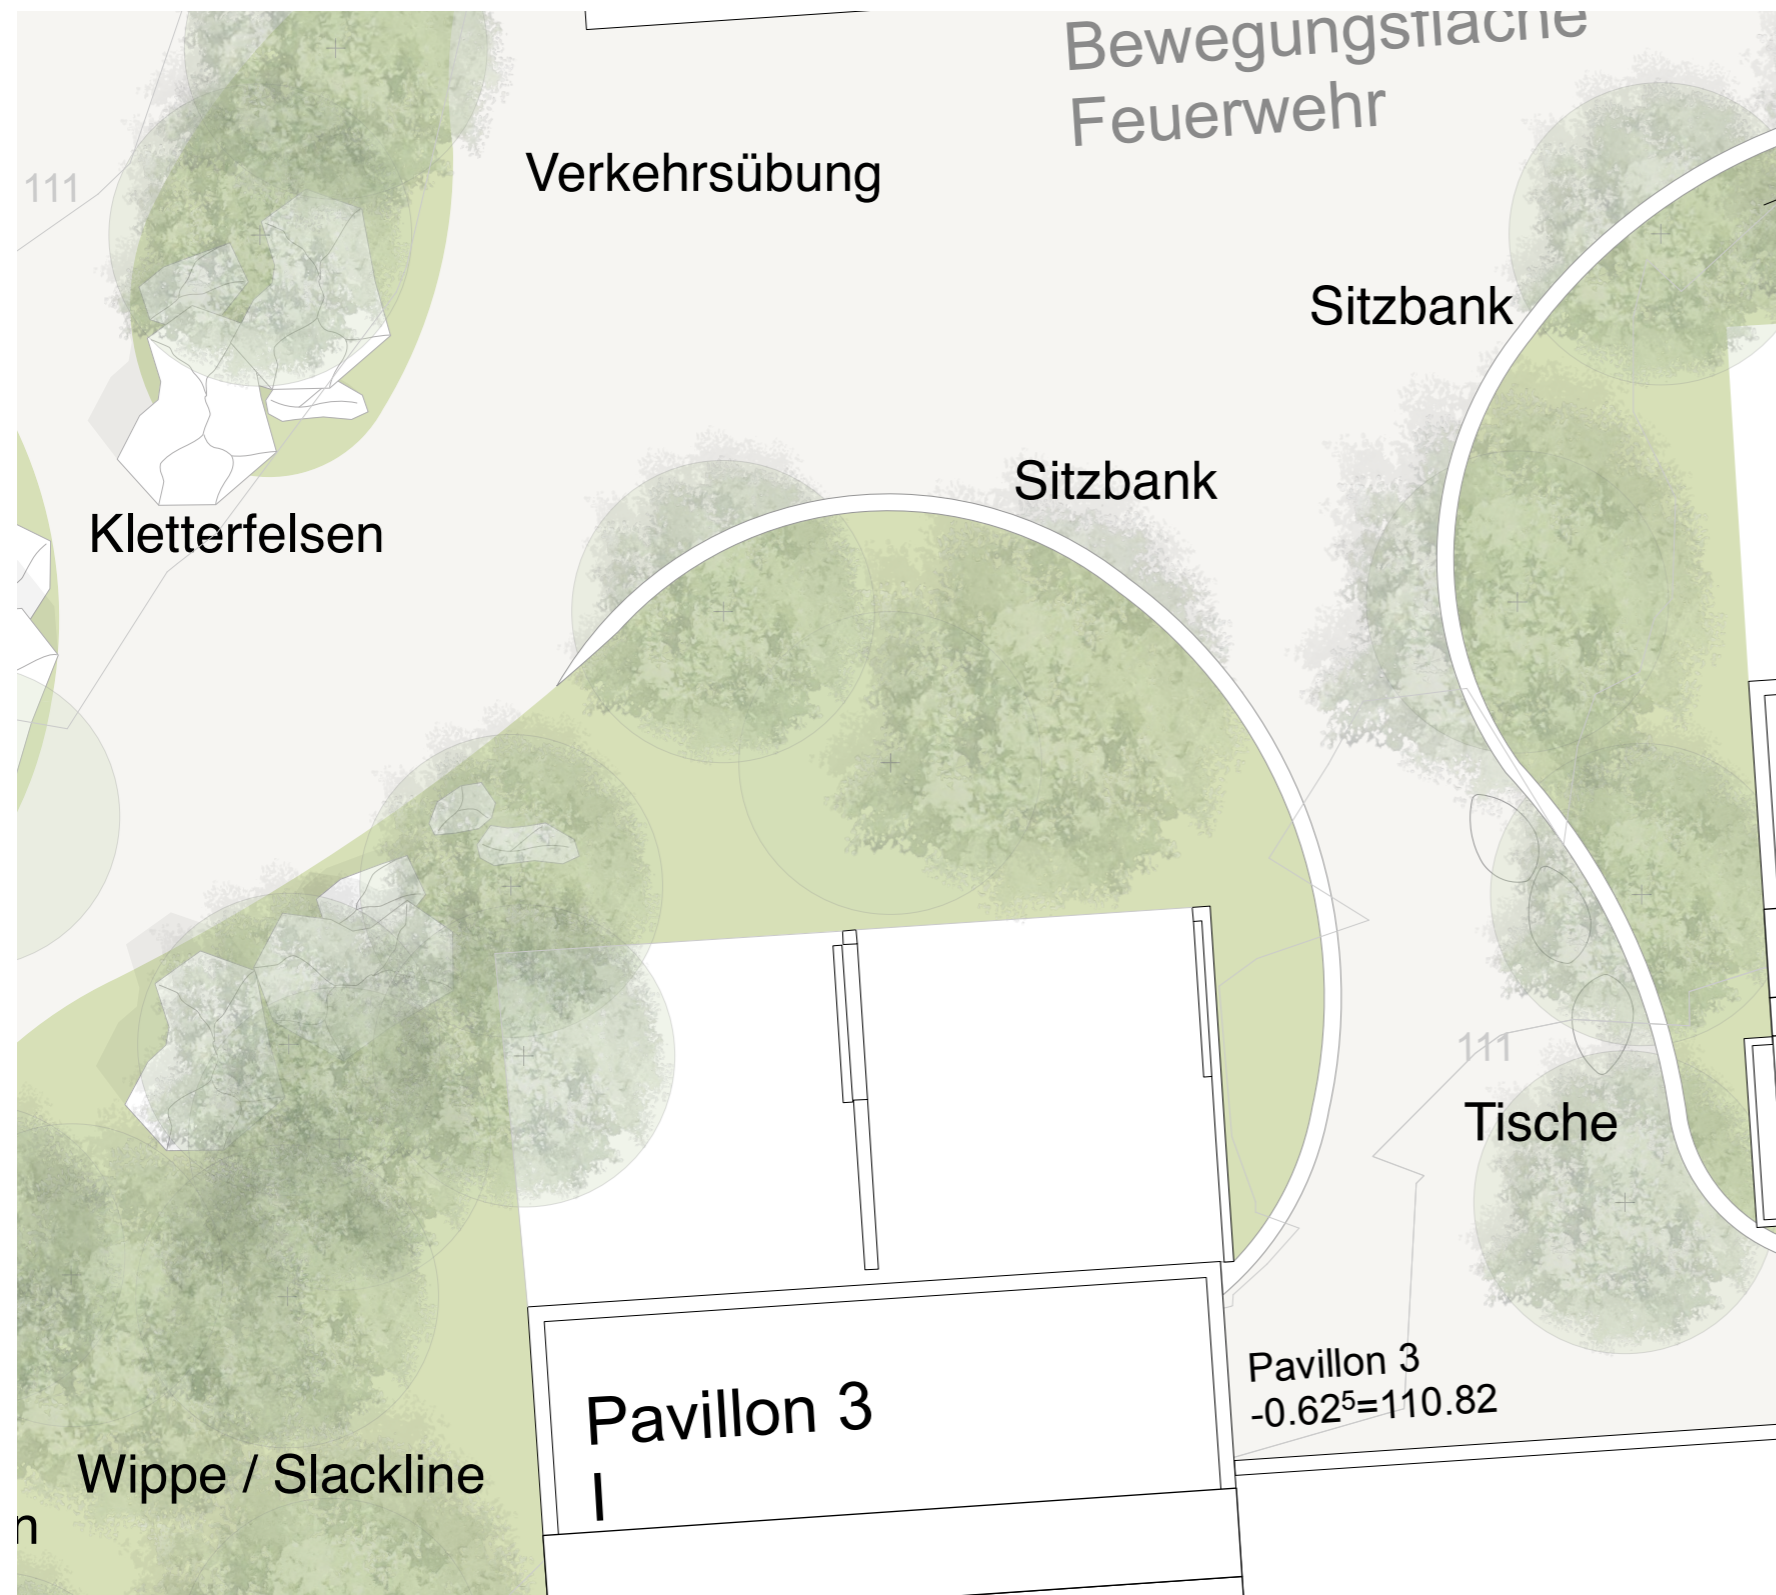 Bewegungsfläche
Feuerwehr
Verkehrsübung
111
Sitzbank
Sitzbank
Kletterfelsen
111
Tische
Pavillon 3
-0.62⁵=110.82
Pavillon 3
I
Wippe / Slackline
n